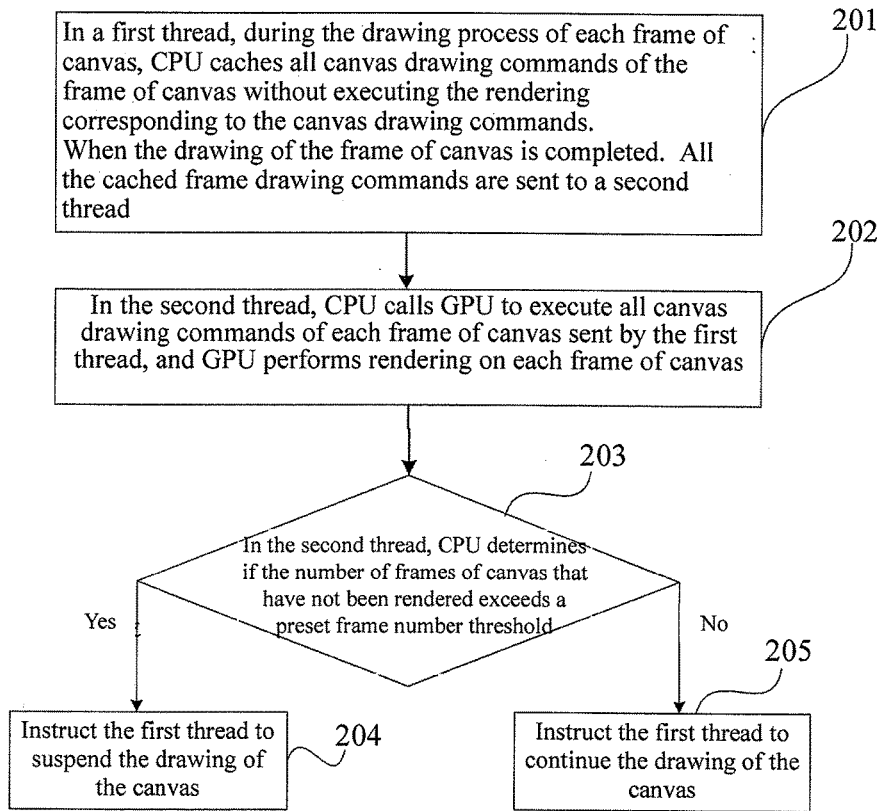 201
In a first thread, during the drawing process of each frame of
canvas, CPU caches all canvas drawing commands of the
frame of canvas without executing the rendering
corresponding to the canvas drawing commands.
When the drawing of the frame of canvas is completed. All
the cached frame drawing commands are sent to a second
thread
202
In the second thread, CPU calls GPU to execute all canvas
drawing commands of each frame of canvas sent by the first
thread, and GPU performs rendering on each frame of canvas
203
In the second thread, CPU determines
if the number of frames of canvas that
have not been rendered exceeds a
preset frame number threshold
Yes
No
204
Instruct the first thread to
suspend the drawing of
the canvas
205
Instruct the first thread to
continue the drawing of the
canvas